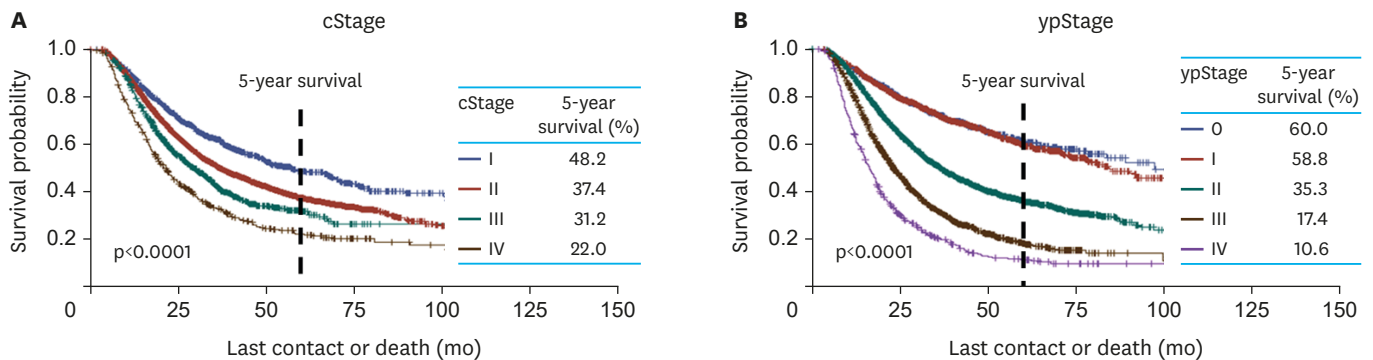 A
cStage
Survival probability
1.0
0.8
0.6
0.4
0.2
0
25
50
75
100
125
150
Last contact or death (mo)
5-year survival
p<0.0001
cStage 5-year survival (%)
I 48.2
II 37.4
III 31.2
IV 22.0
B
ypStage
Survival probability
1.0
0.8
0.6
0.4
0.2
0
25
50
75
100
125
150
Last contact or death (mo)
5-year survival
p<0.0001
ypStage 5-year survival (%)
0 60.0
I 58.8
II 35.3
III 17.4
IV 10.6